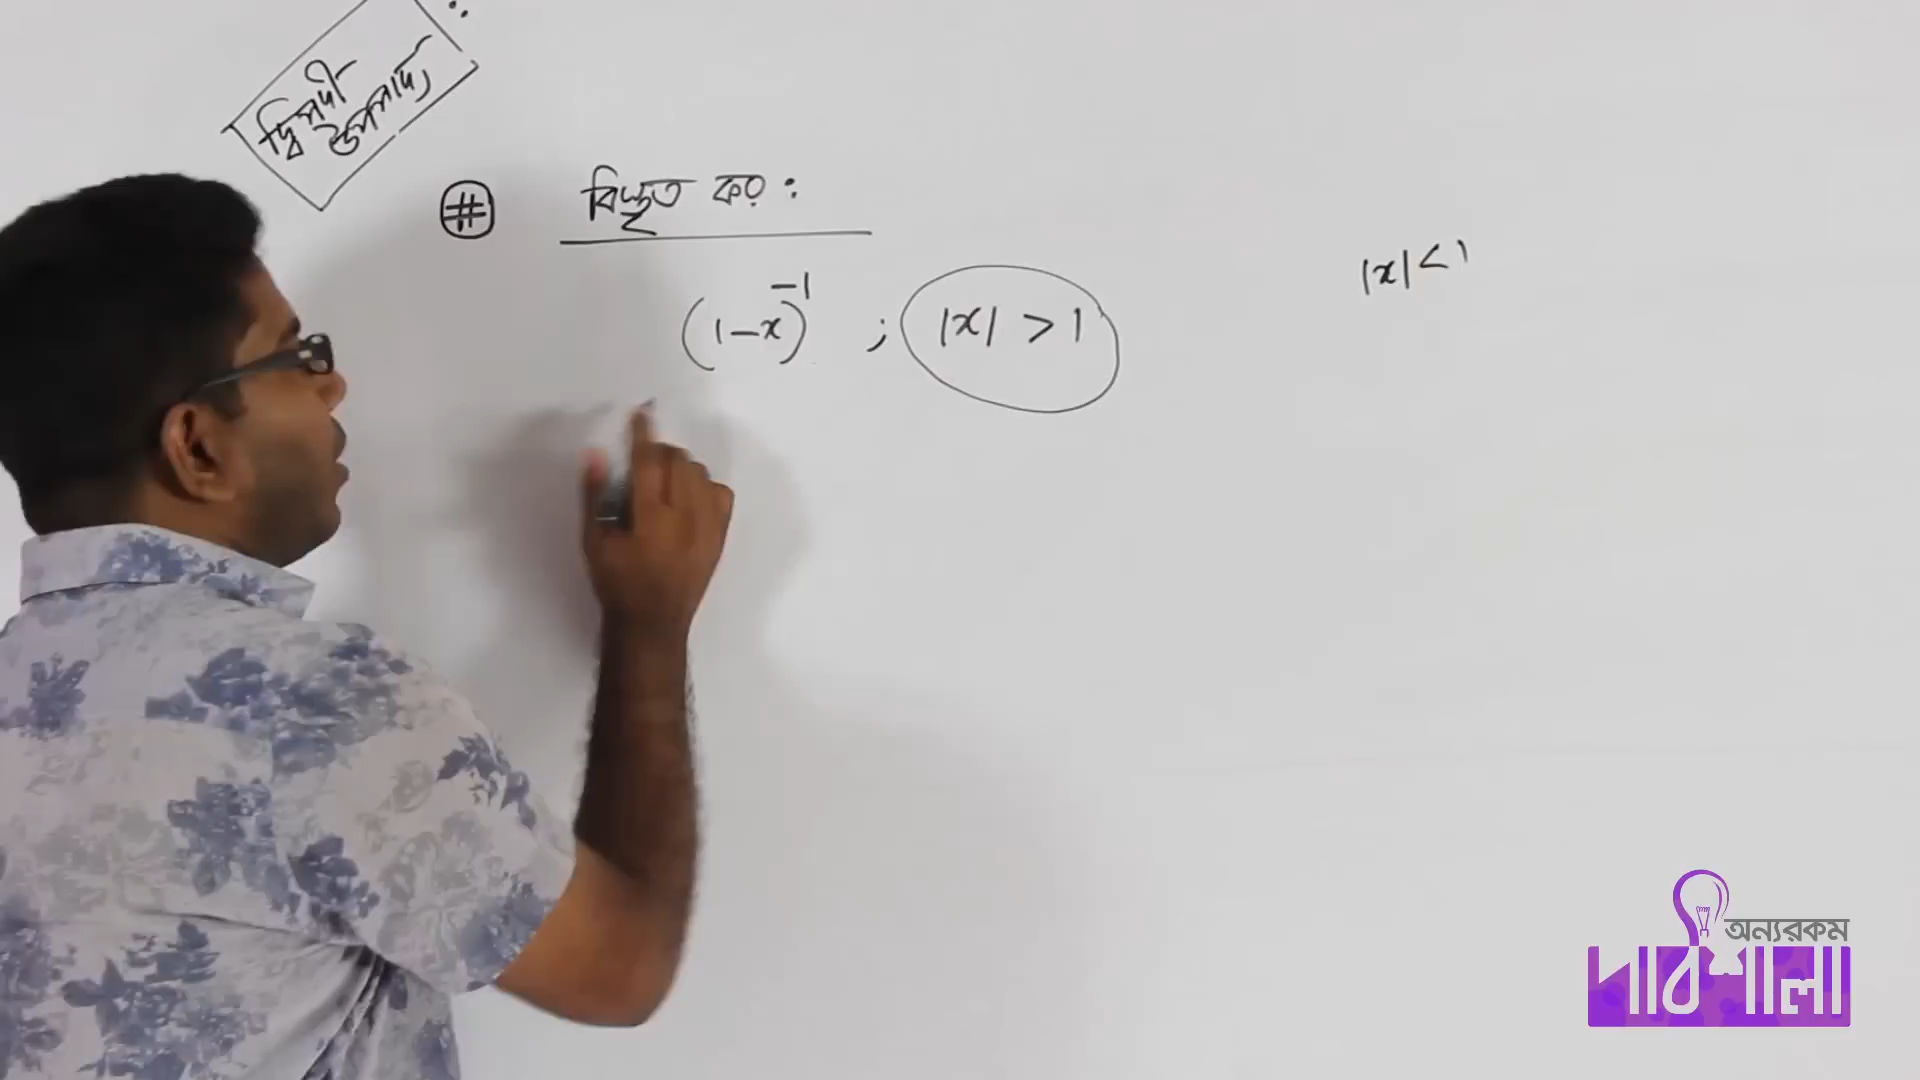 দ্বিপদী
উপপাদ্য
# বিস্তৃত কর :
(1-x)⁻¹ ; |x| > 1
|x| < 1
অন্যরকম
পাঠশালা